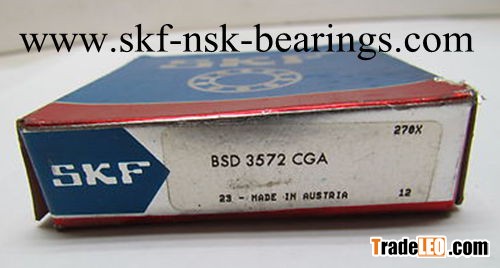 www.skf-nsk-bearings.com
SKF
270X
BSD 3572 CGA
SKF
23 - MADE IN AUSTRIA 12
TradeLEO.com